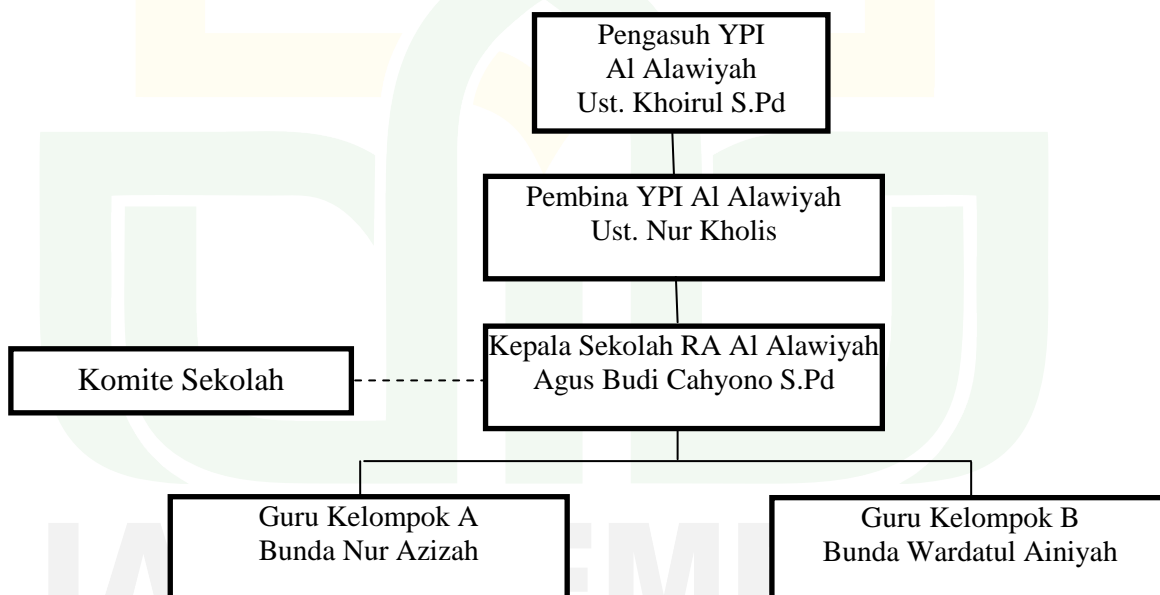 Pengasuh YPI
Al Alawiyah
Ust. Khoirul S.Pd
Pembina YPI Al Alawiyah
Ust. Nur Kholis
Kepala Sekolah RA Al Alawiyah
Agus Budi Cahyono S.Pd
Komite Sekolah
Guru Kelompok A
Bunda Nur Azizah
Guru Kelompok B
Bunda Wardatul Ainiyah